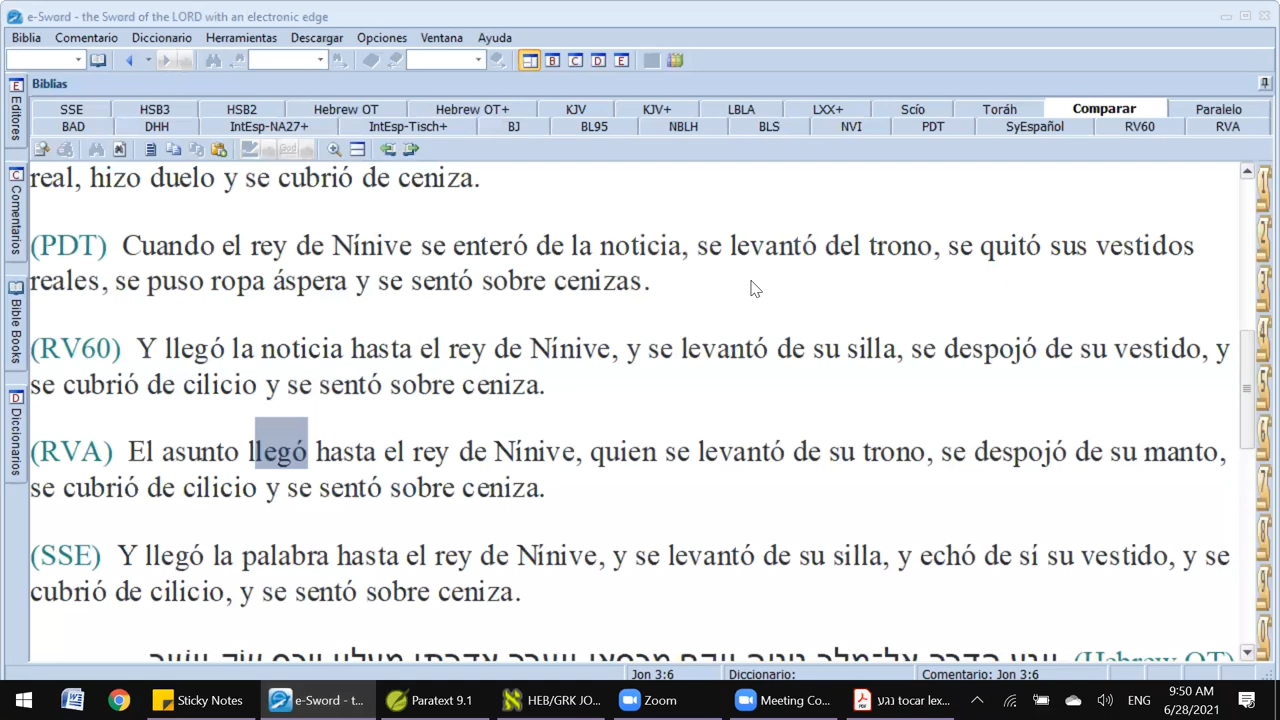 e-Sword - the Sword of the LORD with an electronic edge
Biblia Comentario Diccionario Herramientas Descargar Opciones Ventana Ayuda
B C D E
Biblias
SSE HSB3 HSB2 Hebrew OT Hebrew OT+ KJV KJV+ LBLA LXX+ Scío Toráh Comparar Paralelo
BAD DHH IntEsp-NA27+ IntEsp-Tisch+ BJ BL95 NBLH BLS NVI PDT SyEspañol RV60 RVA
E Editores
C Comentarios
Bible Books
D Diccionarios
real, hizo duelo y se cubrió de ceniza.
(PDT) Cuando el rey de Nínive se enteró de la noticia, se levantó del trono, se quitó sus vestidos
reales, se puso ropa áspera y se sentó sobre cenizas.
(RV60) Y llegó la noticia hasta el rey de Nínive, y se levantó de su silla, se despojó de su vestido, y
se cubrió de cilicio y se sentó sobre ceniza.
(RVA) El asunto llegó hasta el rey de Nínive, quien se levantó de su trono, se despojó de su manto,
se cubrió de cilicio y se sentó sobre ceniza.
(SSE) Y llegó la palabra hasta el rey de Nínive, y se levantó de su silla, y echó de sí su vestido, y se
cubrió de cilicio, y se sentó sobre ceniza.
(Hebrew OT)
Jon 3:6 Diccionario: Comentario: Jon 3:6
Sticky Notes e-Sword - t... Paratext 9.1 HEB/GRK JO... Zoom Meeting Co... נגע tocar lex... ENG
9:50 AM
6/28/2021